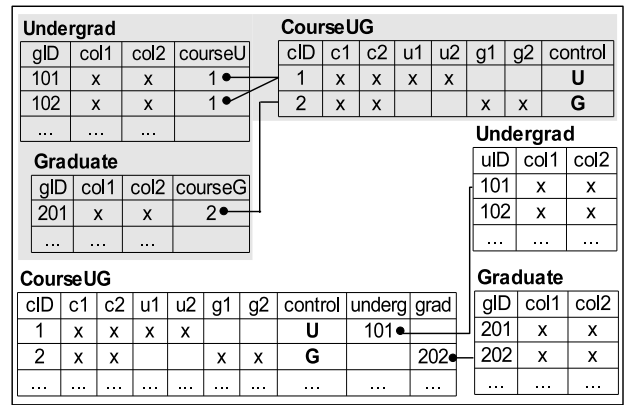 Undergrad
gID col1 col2 courseU
101 x x 1
102 x x 1
... ... ...
CourseUG
cID c1 c2 u1 u2 g1 g2 control
1 x x x x U
2 x x x x G
Graduate
gID col1 col2 courseG
201 x x 2
... ... ...
Undergrad
uID col1 col2
101 x x
102 x x
... ... ...
CourseUG
cID c1 c2 u1 u2 g1 g2 control underg grad
1 x x x x U 101
2 x x x x G 202
... ... ... ... ... ... ... ... ... ...
Graduate
gID col1 col2
201 x x
202 x x
... ... ...